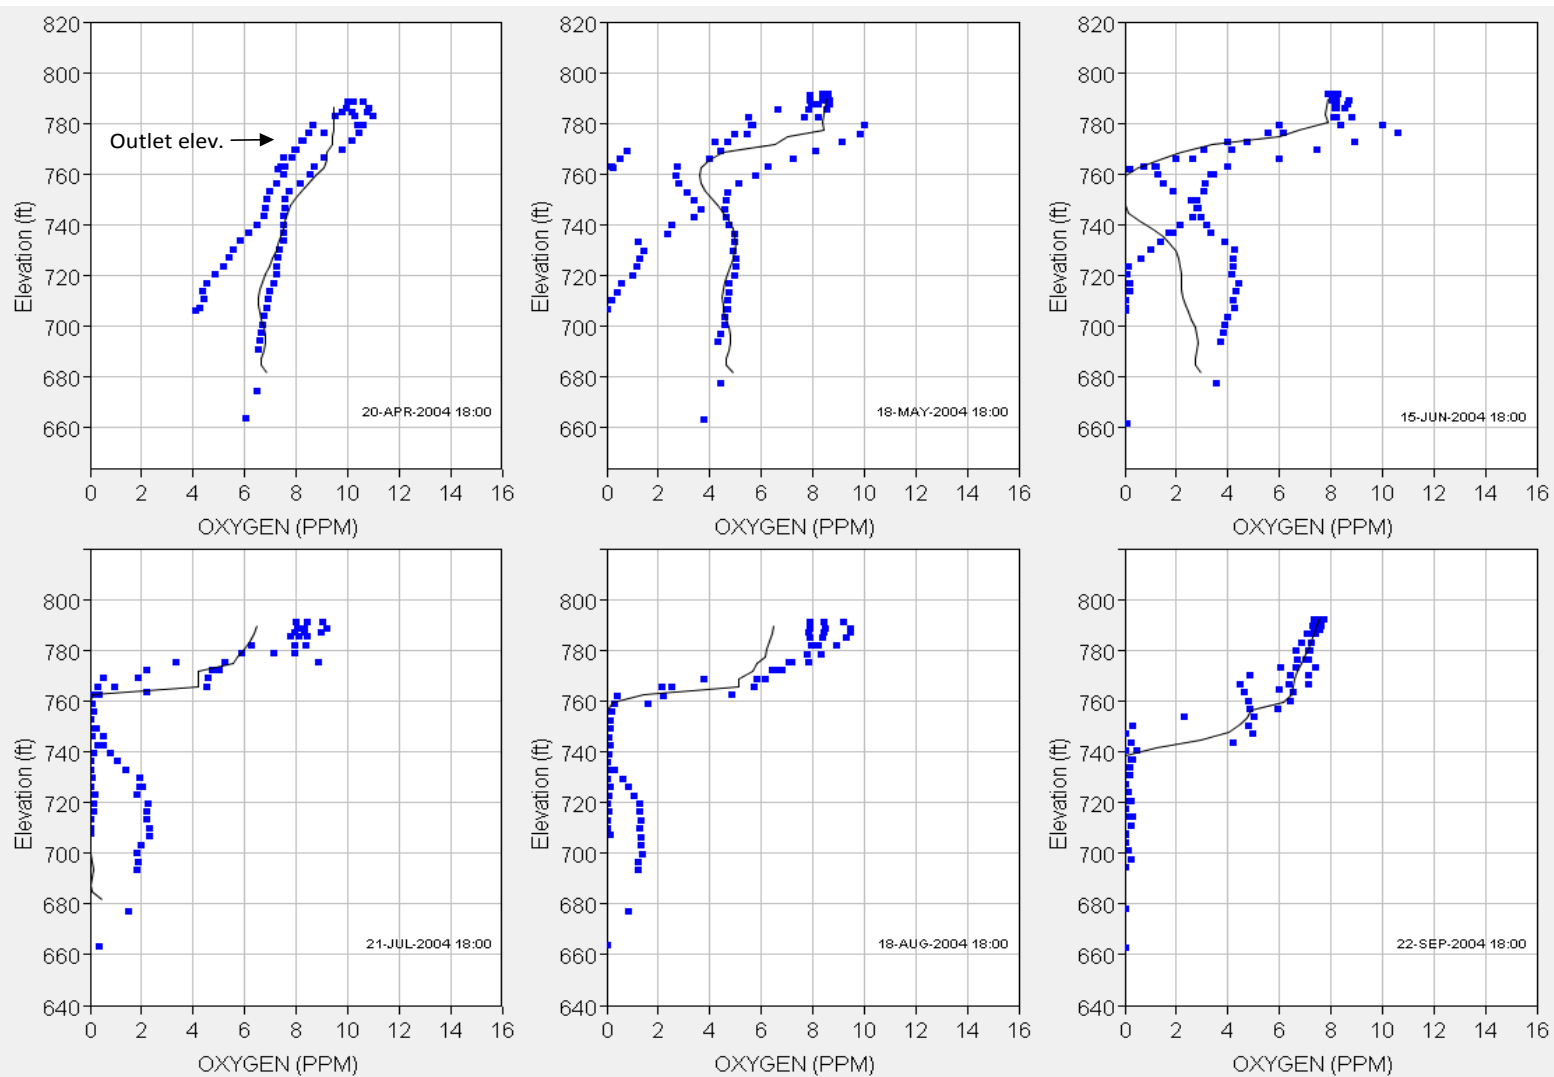 820
800
780
760
740
720
700
680
660
Elevation (ft)
Outlet elev.
20-APR-2004 18:00
0 2 4 6 8 10 12 14 16
OXYGEN (PPM)
820
800
780
760
740
720
700
680
660
Elevation (ft)
18-MAY-2004 18:00
0 2 4 6 8 10 12 14 16
OXYGEN (PPM)
820
800
780
760
740
720
700
680
660
Elevation (ft)
15-JUN-2004 18:00
0 2 4 6 8 10 12 14 16
OXYGEN (PPM)
800
780
760
740
720
700
680
660
640
Elevation (ft)
21-JUL-2004 18:00
0 2 4 6 8 10 12 14 16
OXYGEN (PPM)
800
780
760
740
720
700
680
660
640
Elevation (ft)
18-AUG-2004 18:00
0 2 4 6 8 10 12 14 16
OXYGEN (PPM)
800
780
760
740
720
700
680
660
640
Elevation (ft)
22-SEP-2004 18:00
0 2 4 6 8 10 12 14 16
OXYGEN (PPM)